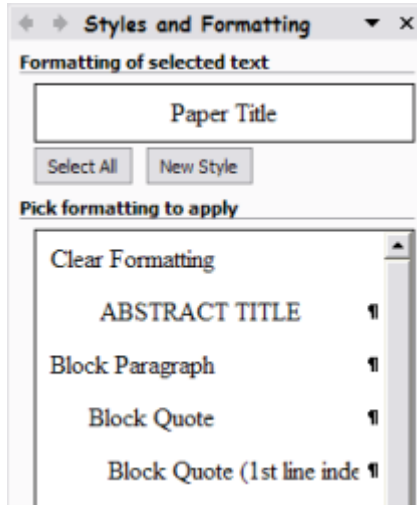 Styles and Formatting
Formatting of selected text
Paper Title
Select All New Style
Pick formatting to apply
Clear Formatting
ABSTRACT TITLE ¶
Block Paragraph ¶
Block Quote ¶
Block Quote (1st line inde ¶